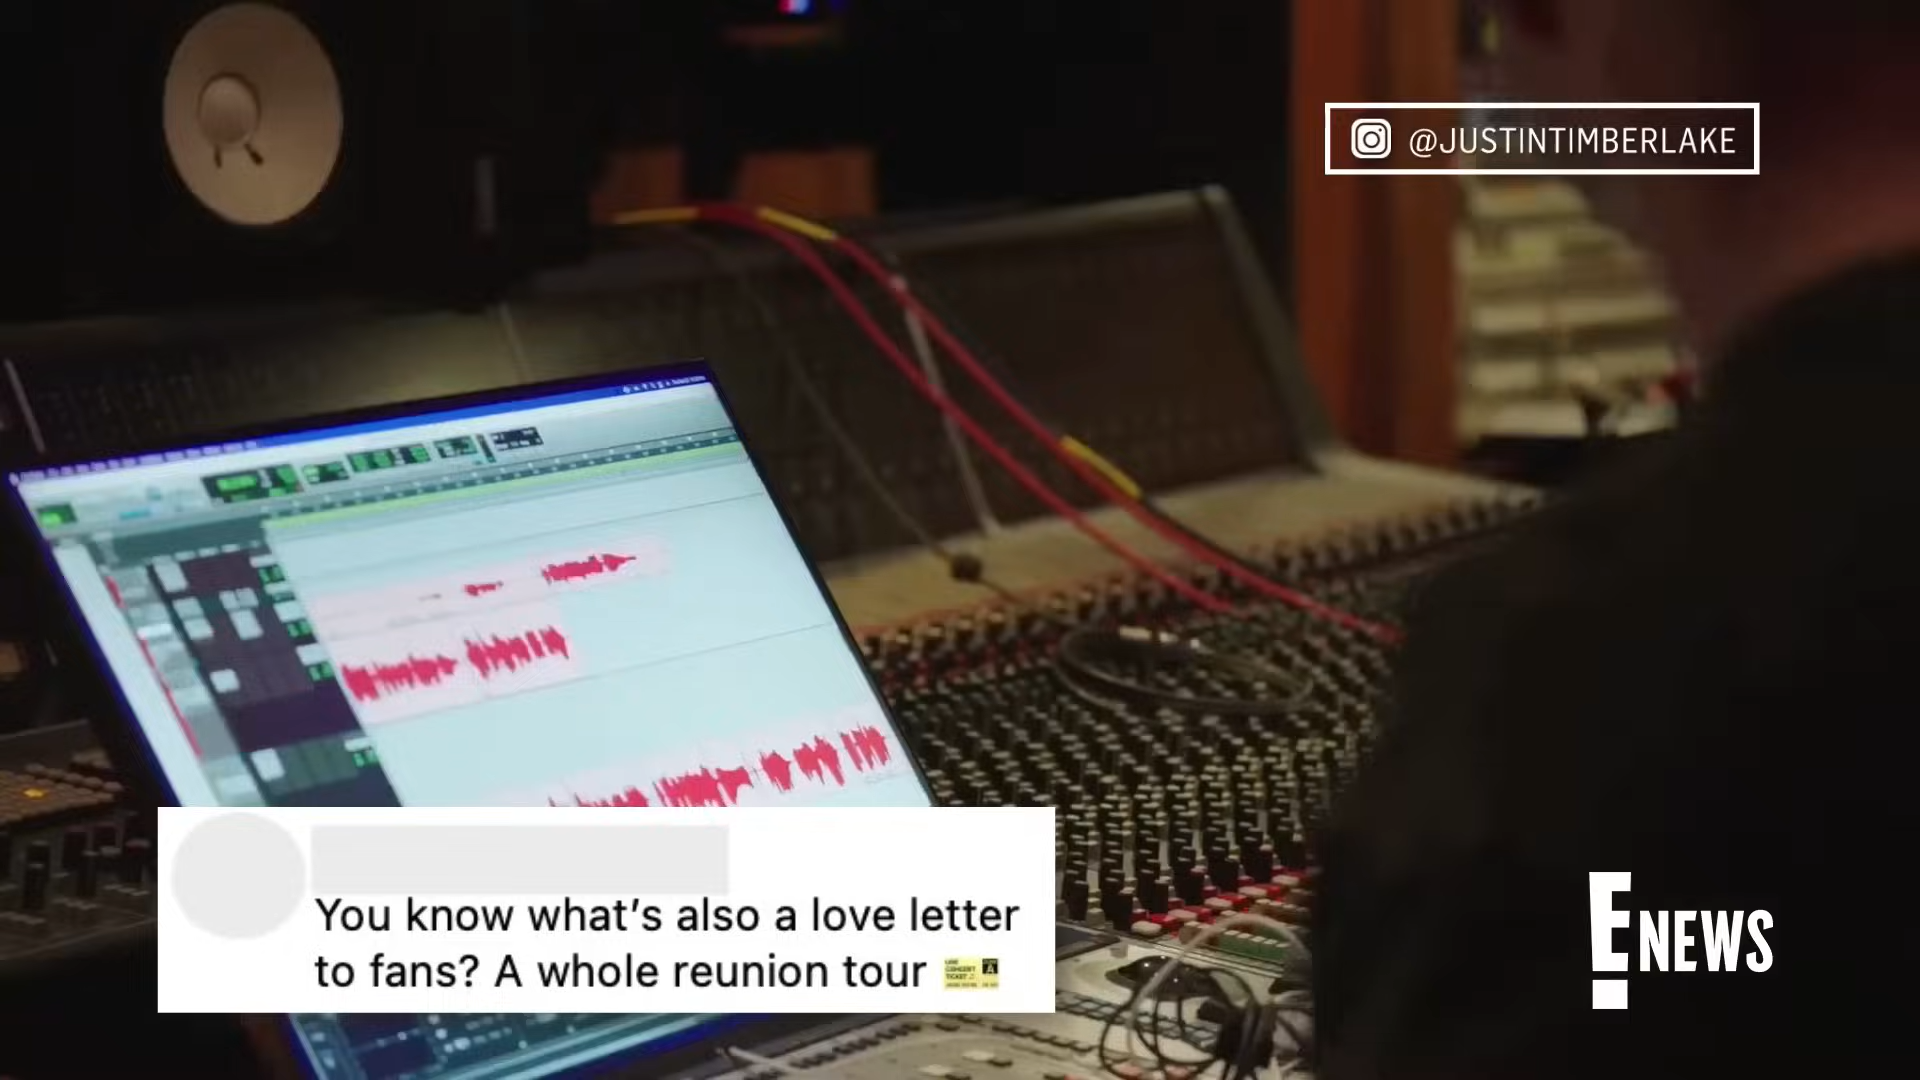 @JUSTINTIMBERLAKE
You know what's also a love letter
to fans? A whole reunion tour
E! NEWS